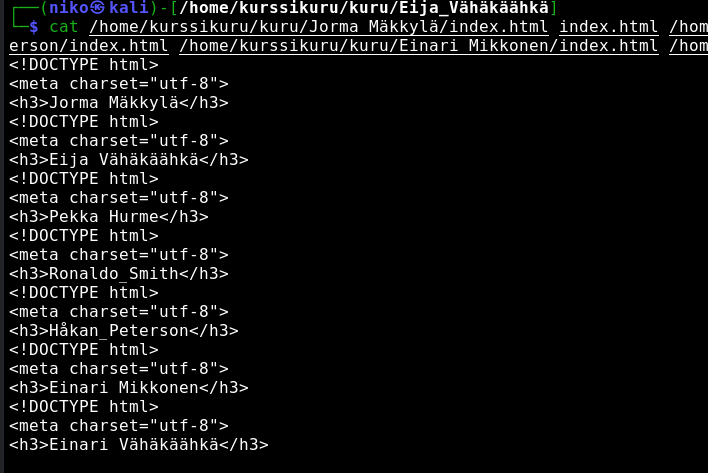 ┌──(niko㉿kali)-[/home/kurssikuru/kuru/Eija_Vähäkäähkä]
└─$ cat /home/kurssikuru/kuru/Jorma_Mäkkylä/index.html index.html /hom
erson/index.html /home/kurssikuru/kuru/Einari_Mikkonen/index.html /hom
<!DOCTYPE html>
<meta charset="utf-8">
<h3>Jorma Mäkkylä</h3>
<!DOCTYPE html>
<meta charset="utf-8">
<h3>Eija Vähäkäähkä</h3>
<!DOCTYPE html>
<meta charset="utf-8">
<h3>Pekka Hurme</h3>
<!DOCTYPE html>
<meta charset="utf-8">
<h3>Ronaldo_Smith</h3>
<!DOCTYPE html>
<meta charset="utf-8">
<h3>Håkan_Peterson</h3>
<!DOCTYPE html>
<meta charset="utf-8">
<h3>Einari Mikkonen</h3>
<!DOCTYPE html>
<meta charset="utf-8">
<h3>Einari Vähäkäähkä</h3>